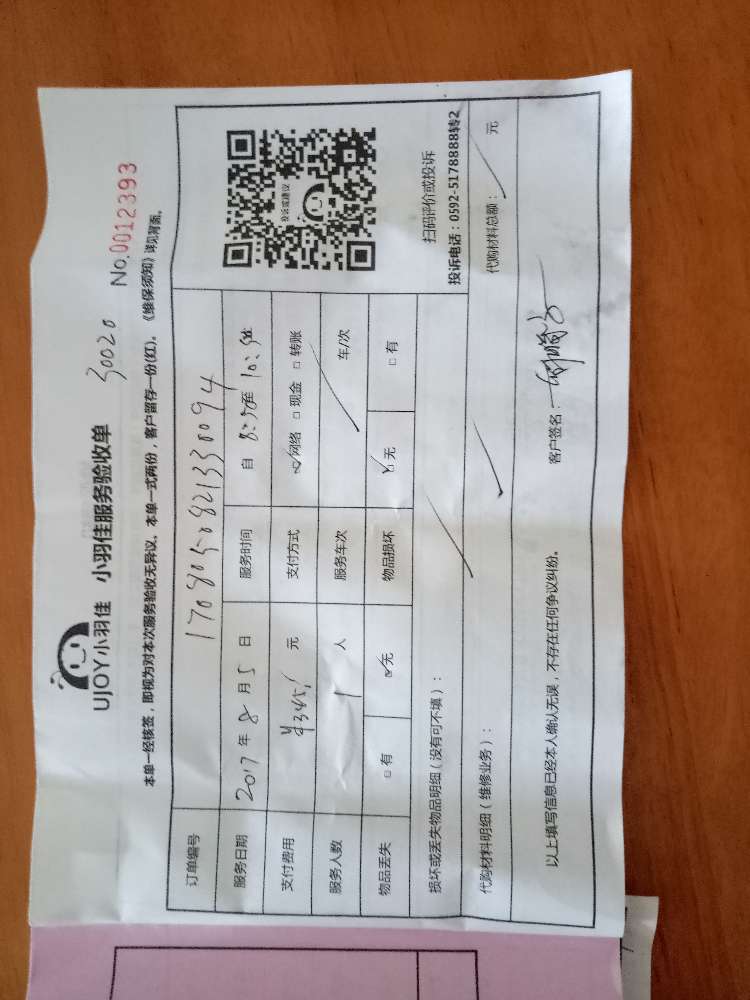 UJOY小羽佳 小羽佳服务验收单 30020 No.0012393
本单一经核签，即视为对本次服务验收无异议。本单一式两份，客户留存一份(红)。《维保须知》详见背面。
订单编号 1708050821330094
服务日期 2017 年 8 月 5 日 服务时间 自 8:30 至
支付费用 元 支付方式 ☑网络 □现金 □转账
服务人数 1 人 服务车次 车/次
物品丢失 □有 ☑无 物品损坏 ☑无 □有
投诉或建议
扫码评价或投诉
投诉电话：0592-5178888转2
损坏或丢失物品明细（没有可不填）：
代购材料明细（维修业务）： 代购材料总额： 元
以上填写信息已经本人确认无误，不存在任何争议纠纷。 客户签名：